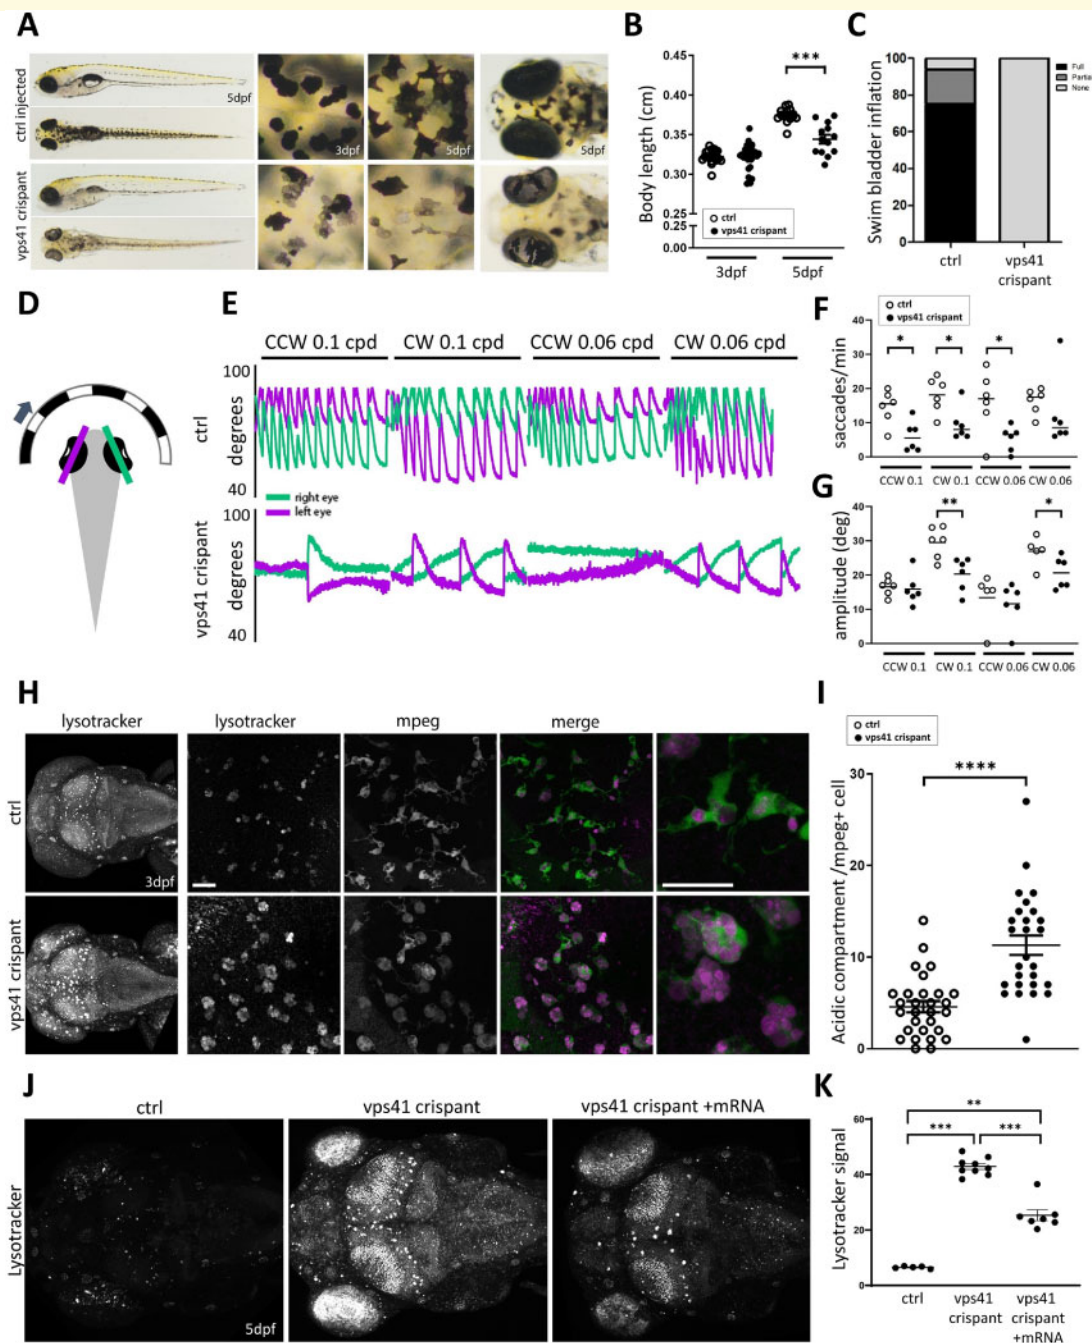 A
ctrl injected
5dpf
3dpf
5dpf
5dpf
vps41 crispant
B
Body length (cm)
0.45
0.40
0.35
0.30
0.25
0.25
0.00
***
ctrl
vps41 crispant
3dpf
5dpf
C
Swim bladder inflation
100
80
60
40
20
0
Full
Partia
None
ctrl
vps41
crispant
D
E
CCW 0.1 cpd
CW 0.1 cpd
CCW 0.06 cpd
CW 0.06 cpd
ctrl
degrees
100
40
right eye
left eye
vps41 crispant
degrees
100
40
F
ctrl
vps41 crispant
saccades/min
40
30
20
10
0
*
*
*
CCW 0.1
CW 0.1
CCW 0.06
CW 0.06
G
amplitude (deg)
40
30
20
10
0
**
*
CCW 0.1
CW 0.1
CCW 0.06
CW 0.06
H
lysotracker
lysotracker
mpeg
merge
ctrl
3dpf
vps41 crispant
I
ctrl
vps41 crispant
Acidic compartment /mpeg+ cell
30
20
10
0
****
J
ctrl
vps41 crispant
vps41 crispant +mRNA
Lysotracker
5dpf
K
Lysotracker signal
60
40
20
0
**
***
***
ctrl
vps41
crispant
vps41
crispant
+mRNA